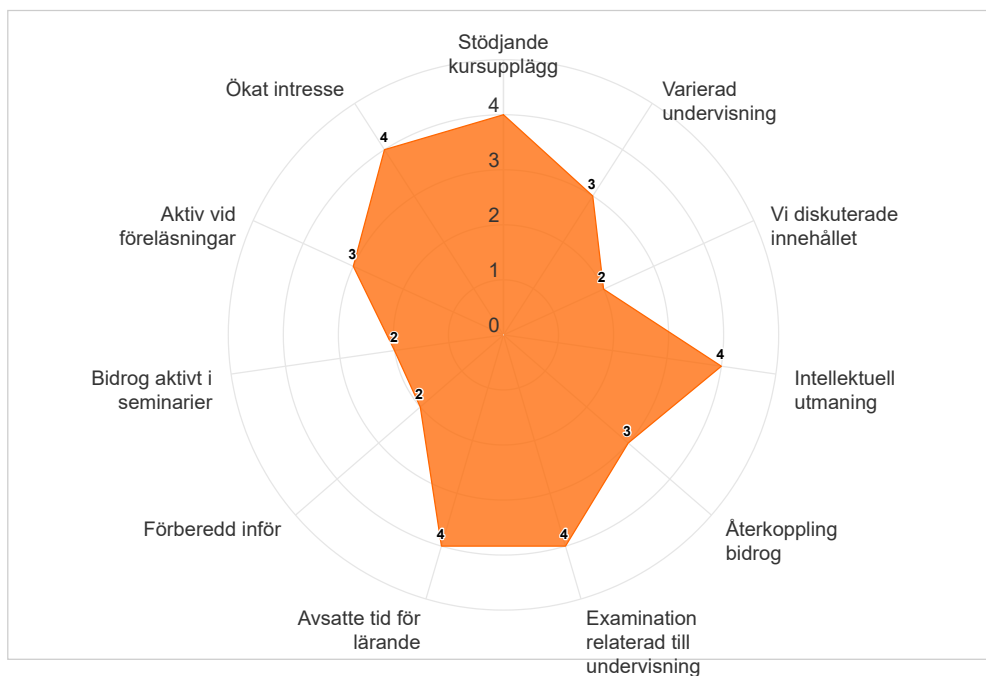 Stödjande
kursupplägg
Ökat intresse
Varierad
undervisning
4
4
3
3
Aktiv vid
föreläsningar
Vi diskuterade
innehållet
2
3
2
1
0
2
4
Bidrog aktivt i
seminarier
Intellektuell
utmaning
2
3
Förberedd inför
Återkoppling
bidrog
4
4
Avsatte tid för
lärande
Examination
relaterad till
undervisning